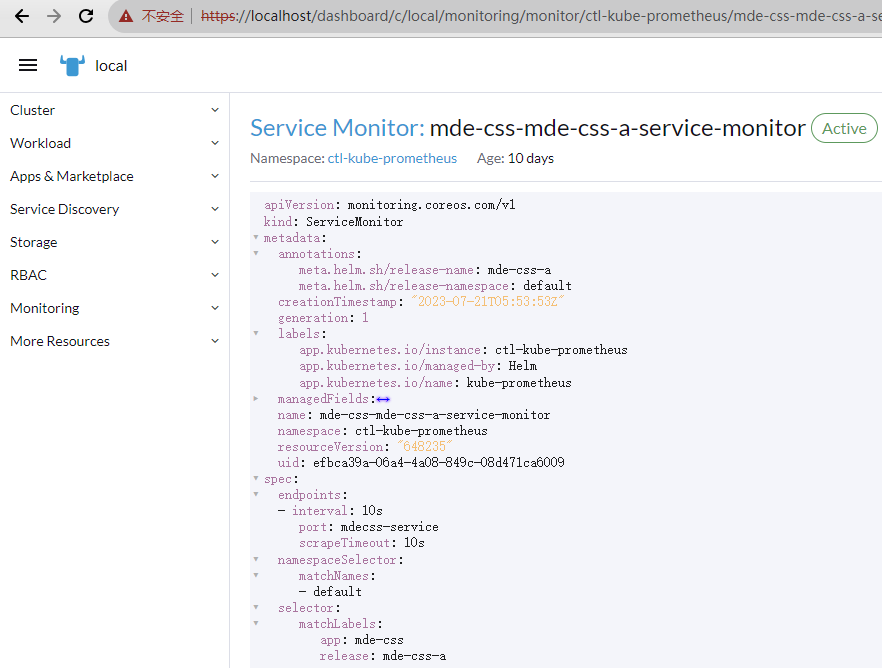 不安全 https://localhost/dashboard/c/local/monitoring/monitor/ctl-kube-prometheus/mde-css-mde-css-a-se
local
Cluster
Workload
Apps & Marketplace
Service Discovery
Storage
RBAC
Monitoring
More Resources
Service Monitor: mde-css-mde-css-a-service-monitor Active
Namespace: ctl-kube-prometheus Age: 10 days
apiVersion: monitoring.coreos.com/v1
kind: ServiceMonitor
metadata:
annotations:
meta.helm.sh/release-name: mde-css-a
meta.helm.sh/release-namespace: default
creationTimestamp: "2023-07-21T05:53:53Z"
generation: 1
labels:
app.kubernetes.io/instance: ctl-kube-prometheus
app.kubernetes.io/managed-by: Helm
app.kubernetes.io/name: kube-prometheus
managedFields:↔
name: mde-css-mde-css-a-service-monitor
namespace: ctl-kube-prometheus
resourceVersion: "648235"
uid: efbca39a-06a4-4a08-849c-08d471ca6009
spec:
endpoints:
- interval: 10s
port: mdecss-service
scrapeTimeout: 10s
namespaceSelector:
matchNames:
- default
selector:
matchLabels:
app: mde-css
release: mde-css-a